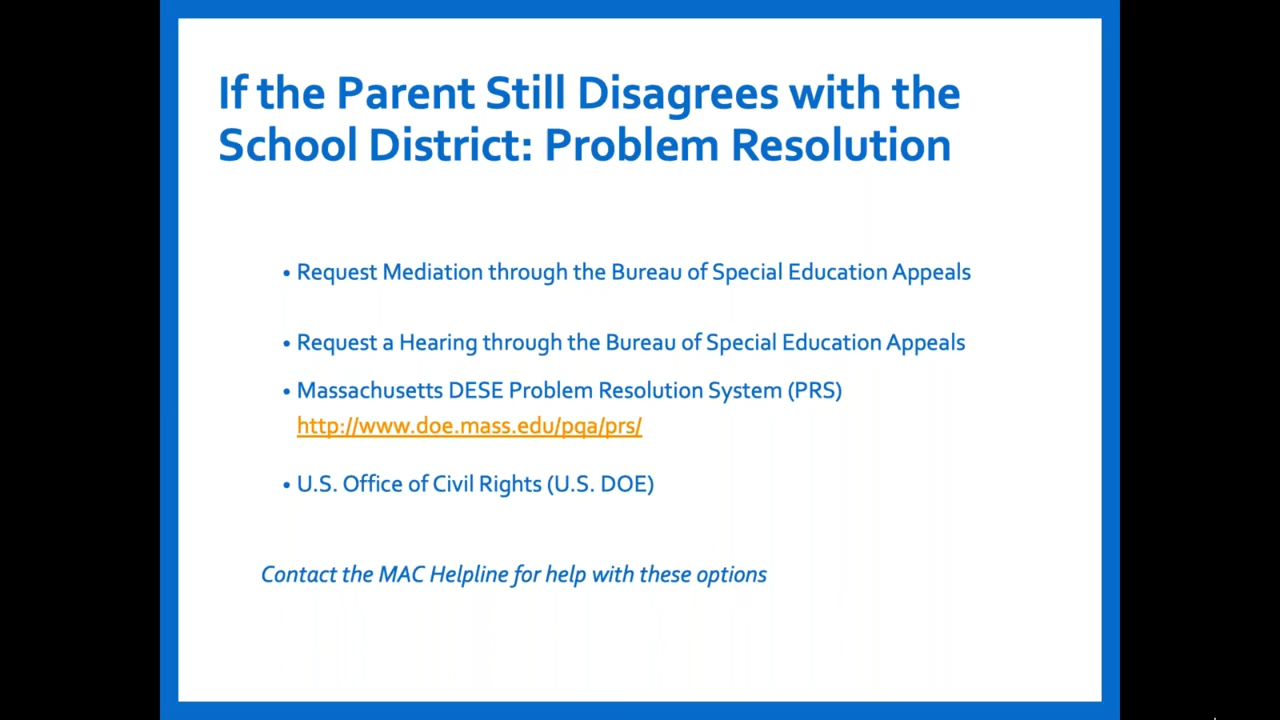 If the Parent Still Disagrees with the
School District: Problem Resolution
• Request Mediation through the Bureau of Special Education Appeals
• Request a Hearing through the Bureau of Special Education Appeals
• Massachusetts DESE Problem Resolution System (PRS)
http://www.doe.mass.edu/pqa/prs/
• U.S. Office of Civil Rights (U.S. DOE)
Contact the MAC Helpline for help with these options